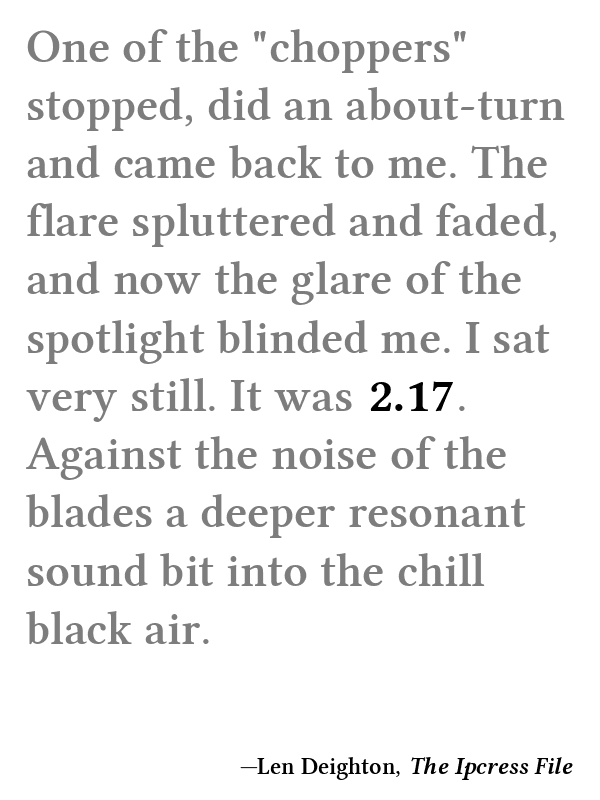 One of the "choppers"
stopped, did an about-turn
and came back to me. The
flare spluttered and faded,
and now the glare of the
spotlight blinded me. I sat
very still. It was 2.17.
Against the noise of the
blades a deeper resonant
sound bit into the chill
black air.
—Len Deighton, The Ipcress File